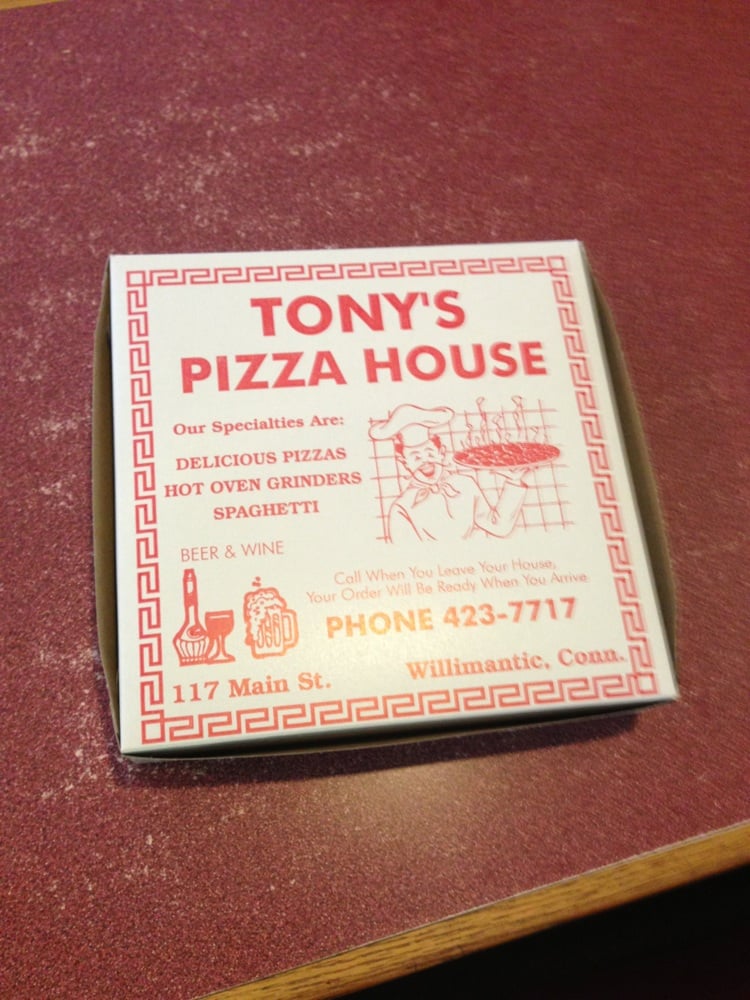 TONY'S
PIZZA HOUSE
Our Specialties Are:
DELICIOUS PIZZAS
HOT OVEN GRINDERS
SPAGHETTI
BEER & WINE
Call When You Leave Your House,
Your Order Will Be Ready When You Arrive
PHONE 423-7717
117 Main St. Willimantic, Conn.